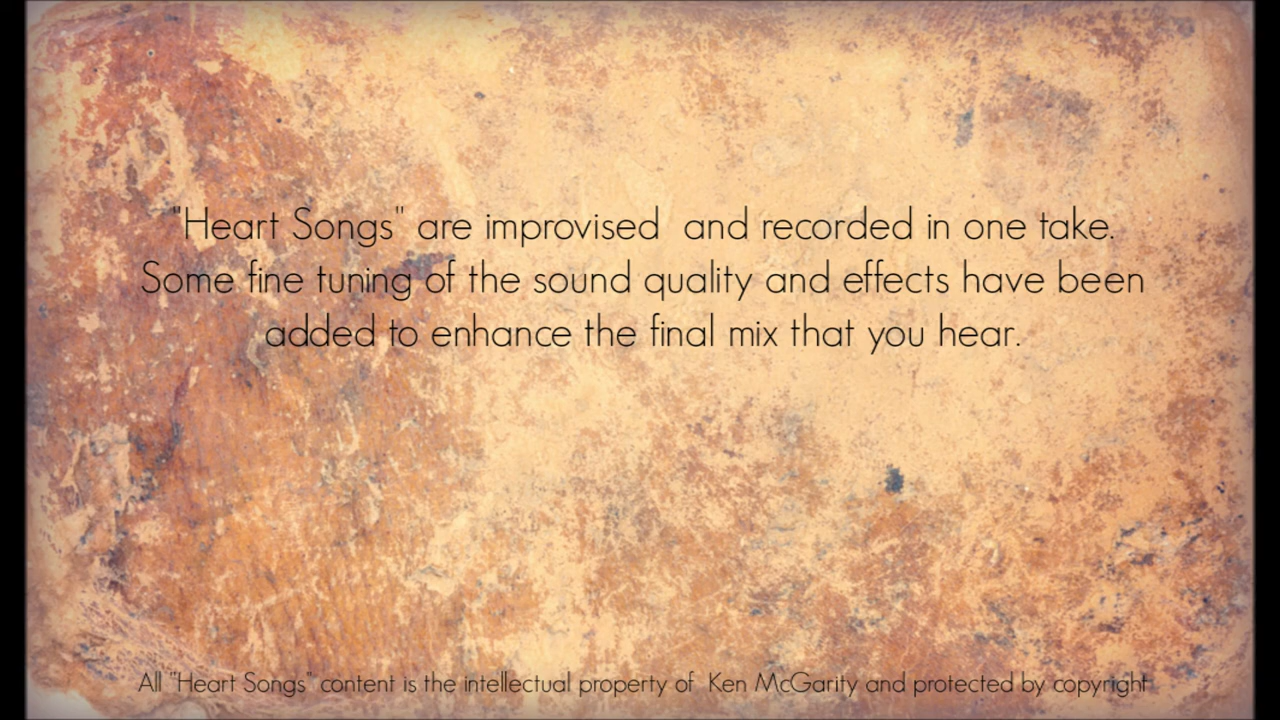 "Heart Songs" are improvised  and recorded in one take.
Some fine tuning of the sound quality and effects have been
added to enhance the final mix that you hear.
All "Heart Songs" content is the intellectual property of  Ken McGarity and protected by copyright